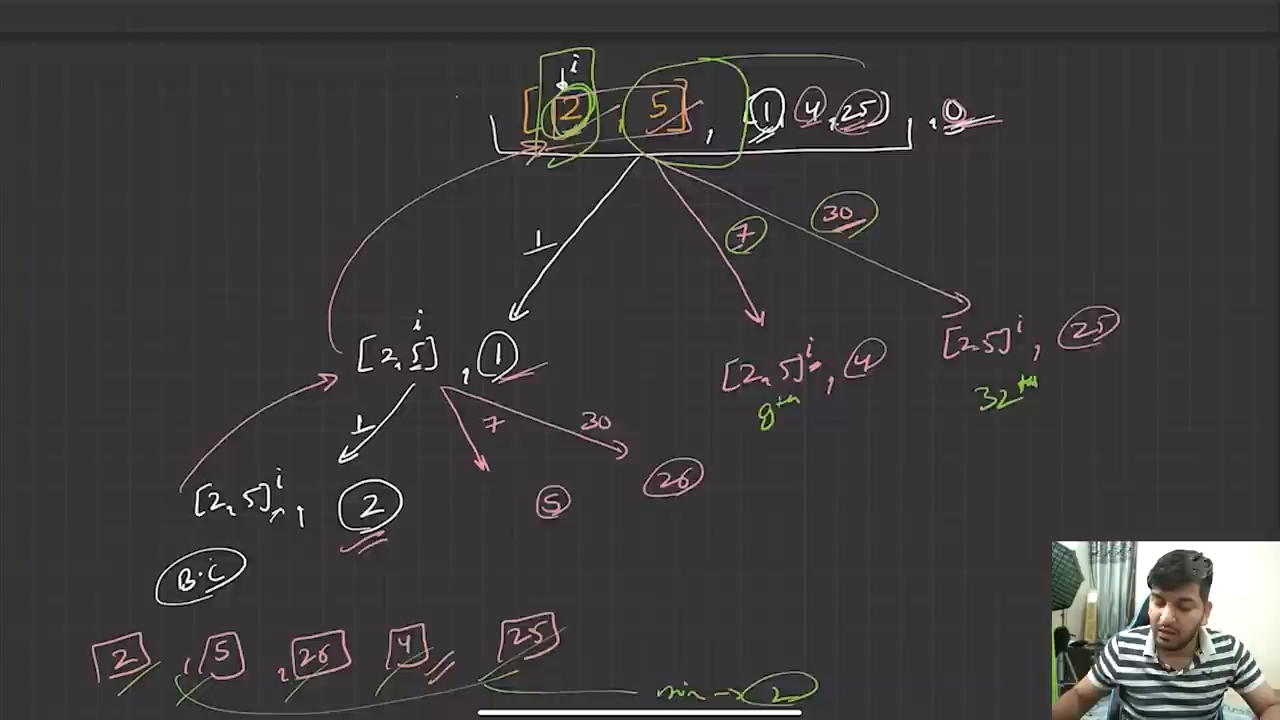 i
[2, 5], [1, 4, 25], 0
1
7
30
i
[2, 5], 1
[2, 5]i, 4
8th
[2 5]i, 25
32th
1
7
30
[2, 5]i, 2
5
26
B.C
2, 5, 26 4 25
min → 2